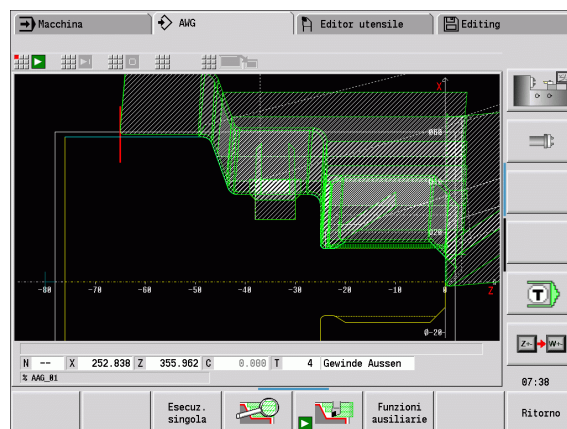 Macchina AWG Editor utensile Editing
X
Ø60
Ø40
Ø20
-80 -70 -60 -50 -40 -30 -20 -10 0 Z
Ø-20
T
Z+- W+-
N -- X 252.838 Z 355.962 C 0.000 T 4 Gewinde Aussen
% AAG_01
07:38
Esecuz. singola
Funzioni ausiliarie
Ritorno